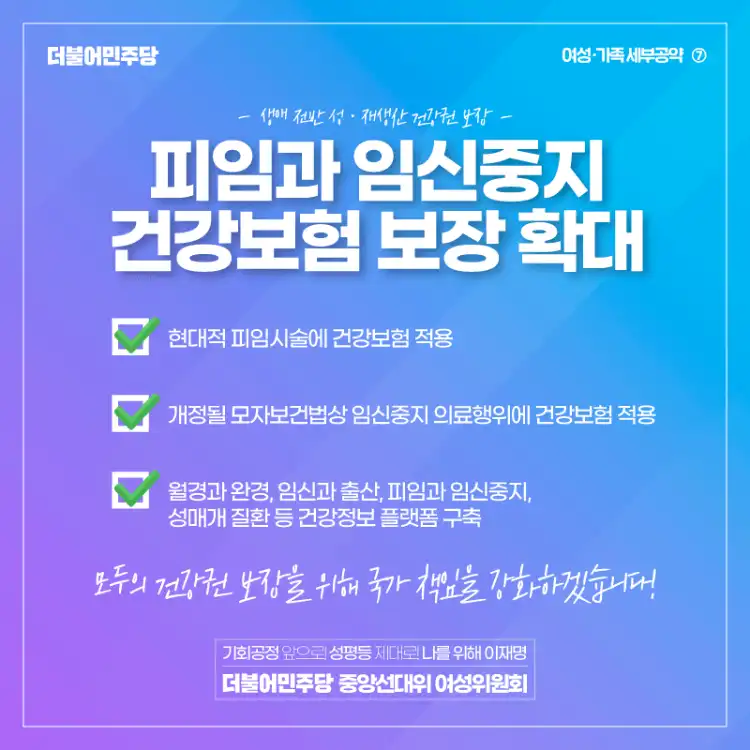 더불어민주당
여성·가족 세부공약 ⑦
- 생애 전반 성·재생산 건강권 보장 -
피임과 임신중지
건강보험 보장 확대
현대적 피임시술에 건강보험 적용
개정될 모자보건법상 임신중지 의료행위에 건강보험 적용
월경과 완경, 임신과 출산, 피임과 임신중지,
성매개 질환 등 건강정보 플랫폼 구축
모두의 건강권 보장을 위해 국가 책임을 강화하겠습니다!
기회공정 앞으로! 성평등 제대로! 나를 위해 이재명
더불어민주당 중앙선대위 여성위원회